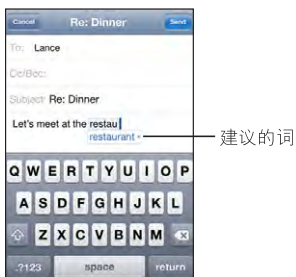 Cancel Re: Dinner Send
To: Lance
Cc/Bcc:
Subject: Re: Dinner
Let's meet at the restau
restaurant × 建议的词
Q W E R T Y U I O P
A S D F G H J K L
Z X C V B N M
.?123 space return